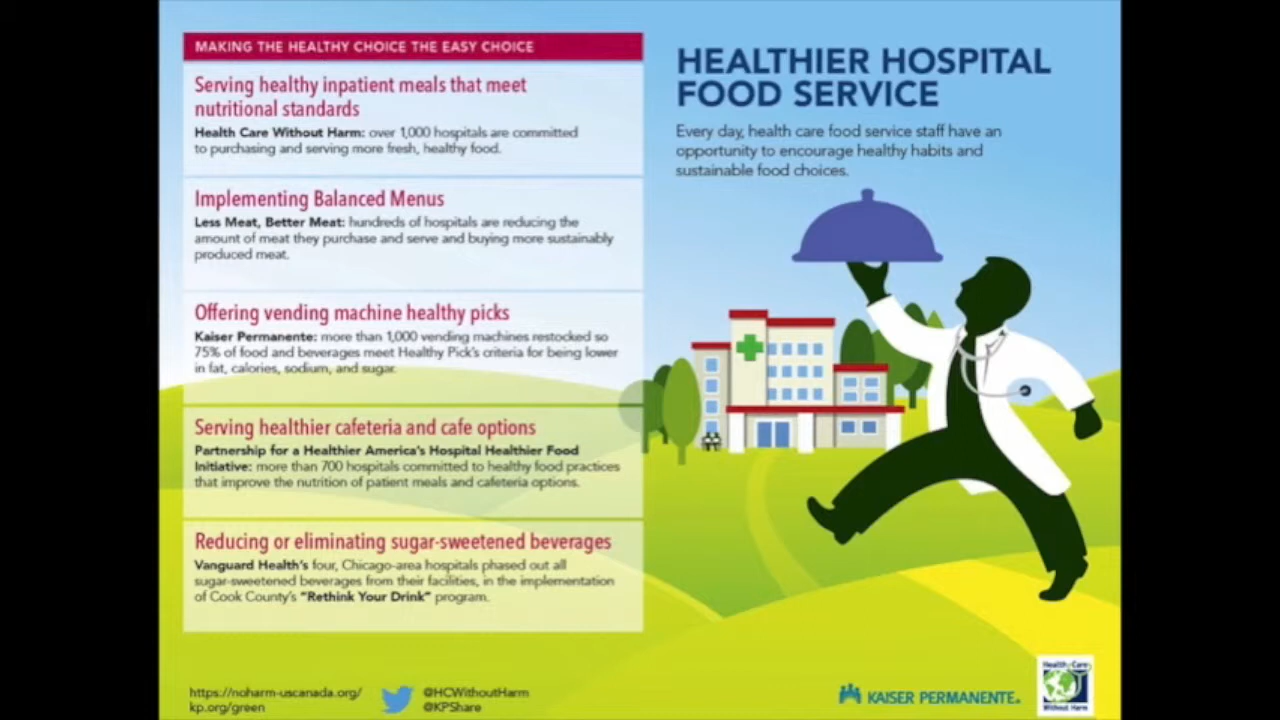 MAKING THE HEALTHY CHOICE THE EASY CHOICE
Serving healthy inpatient meals that meet
nutritional standards
Health Care Without Harm: over 1,000 hospitals are committed
to purchasing and serving more fresh, healthy food.
Implementing Balanced Menus
Less Meat, Better Meat: hundreds of hospitals are reducing the
amount of meat they purchase and serve and buying more sustainably
produced meat.
Offering vending machine healthy picks
Kaiser Permanente: more than 1,000 vending machines restocked so
75% of food and beverages meet Healthy Pick's criteria for being lower
in fat, calories, sodium, and sugar.
Serving healthier cafeteria and cafe options
Partnership for a Healthier America's Hospital Healthier Food
Initiative: more than 700 hospitals committed to healthy food practices
that improve the nutrition of patient meals and cafeteria options.
Reducing or eliminating sugar-sweetened beverages
Vanguard Health's four, Chicago-area hospitals phased out all
sugar-sweetened beverages from their facilities, in the implementation
of Cook County's "Rethink Your Drink" program.
HEALTHIER HOSPITAL
FOOD SERVICE
Every day, health care food service staff have an
opportunity to encourage healthy habits and
sustainable food choices.
https://noharm-uscanada.org/
kp.org/green
@HCWithoutHarm
@KPShare
KAISER PERMANENTE®
Health Care
Without Harm